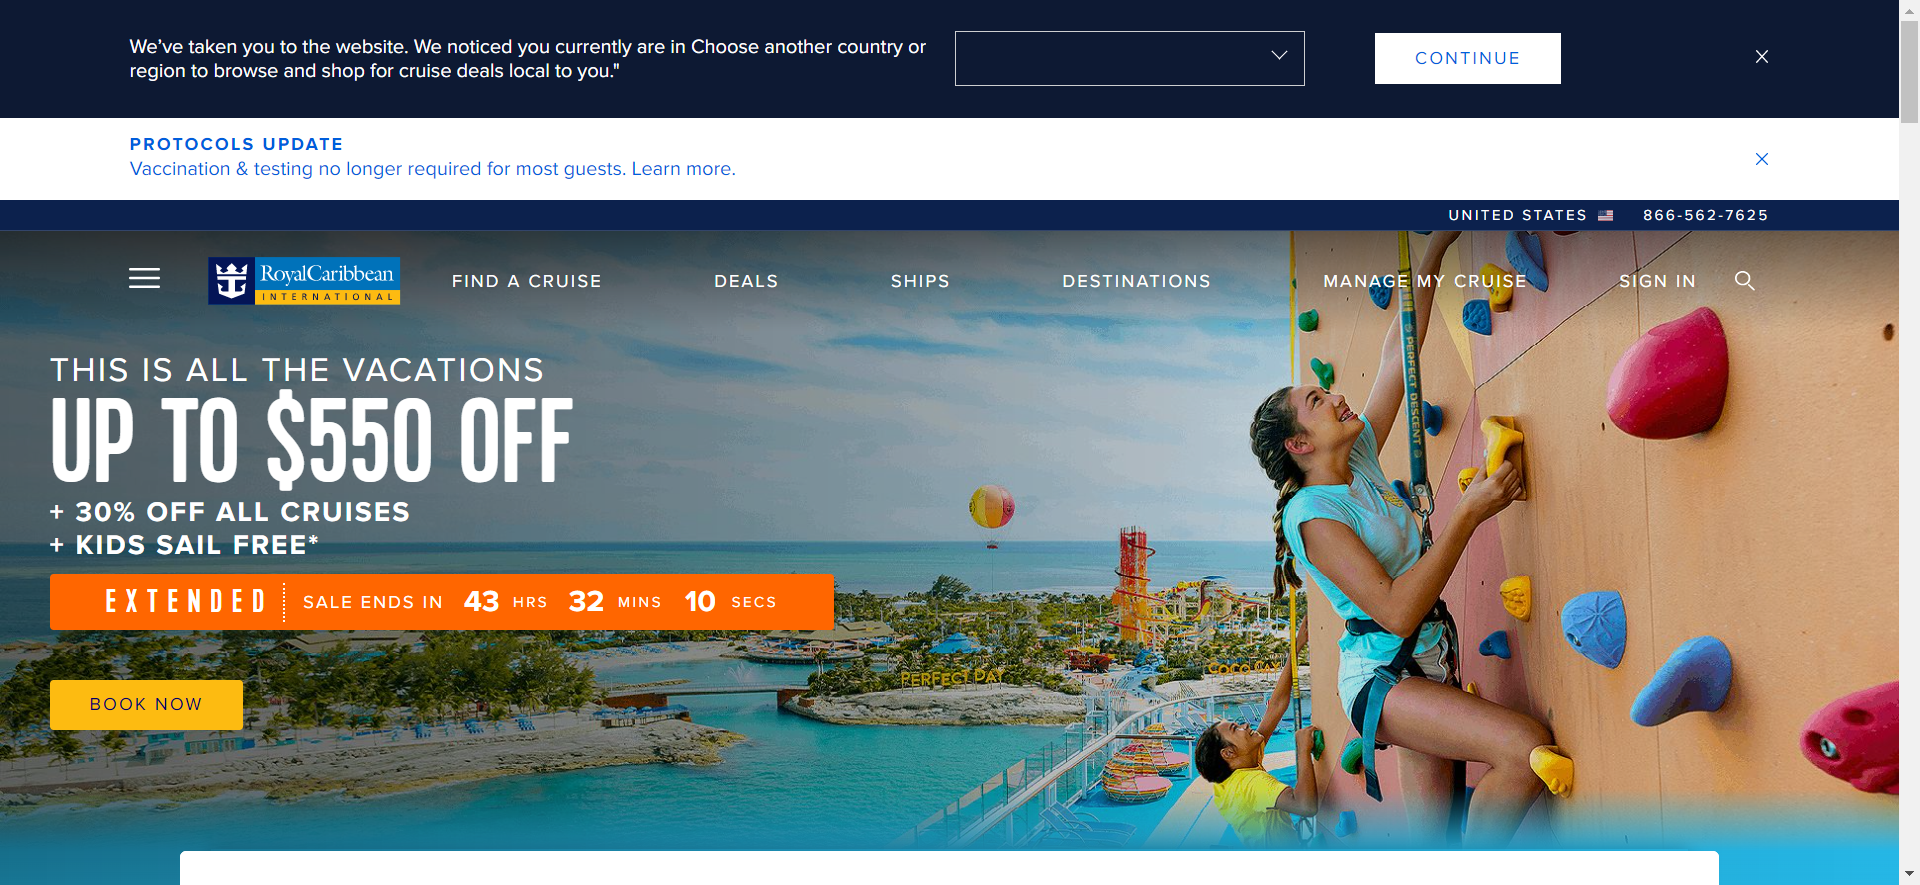 We've taken you to the website. We noticed you currently are in Choose another country or
region to browse and shop for cruise deals local to you."
CONTINUE
PROTOCOLS UPDATE
Vaccination & testing no longer required for most guests. Learn more.
UNITED STATES 866-562-7625
RoyalCaribbean
INTERNATIONAL
FIND A CRUISE DEALS SHIPS DESTINATIONS MANAGE MY CRUISE SIGN IN
THIS IS ALL THE VACATIONS
UP TO $550 OFF
+ 30% OFF ALL CRUISES
+ KIDS SAIL FREE*
EXTENDED SALE ENDS IN 43 HRS 32 MINS 10 SECS
BOOK NOW
PERFECT DESCENT
PERFECT DAY
COCOCAY